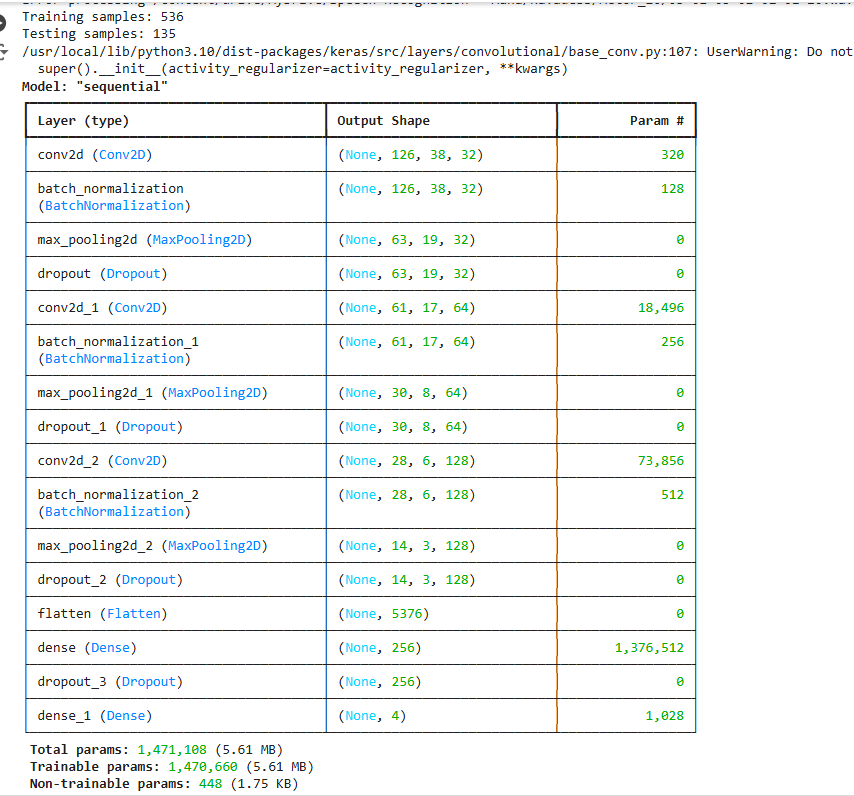 Training samples: 536
Testing samples: 135
/usr/local/lib/python3.10/dist-packages/keras/src/layers/convolutional/base_conv.py:107: UserWarning: Do not
super().__init__(activity_regularizer=activity_regularizer, **kwargs)
Model: "sequential"
Layer (type) Output Shape Param #
conv2d (Conv2D) (None, 126, 38, 32) 320
batch_normalization (None, 126, 38, 32) 128
(BatchNormalization)
max_pooling2d (MaxPooling2D) (None, 63, 19, 32) 0
dropout (Dropout) (None, 63, 19, 32) 0
conv2d_1 (Conv2D) (None, 61, 17, 64) 18,496
batch_normalization_1 (None, 61, 17, 64) 256
(BatchNormalization)
max_pooling2d_1 (MaxPooling2D) (None, 30, 8, 64) 0
dropout_1 (Dropout) (None, 30, 8, 64) 0
conv2d_2 (Conv2D) (None, 28, 6, 128) 73,856
batch_normalization_2 (None, 28, 6, 128) 512
(BatchNormalization)
max_pooling2d_2 (MaxPooling2D) (None, 14, 3, 128) 0
dropout_2 (Dropout) (None, 14, 3, 128) 0
flatten (Flatten) (None, 5376) 0
dense (Dense) (None, 256) 1,376,512
dropout_3 (Dropout) (None, 256) 0
dense_1 (Dense) (None, 4) 1,028
Total params: 1,471,108 (5.61 MB)
Trainable params: 1,470,660 (5.61 MB)
Non-trainable params: 448 (1.75 KB)